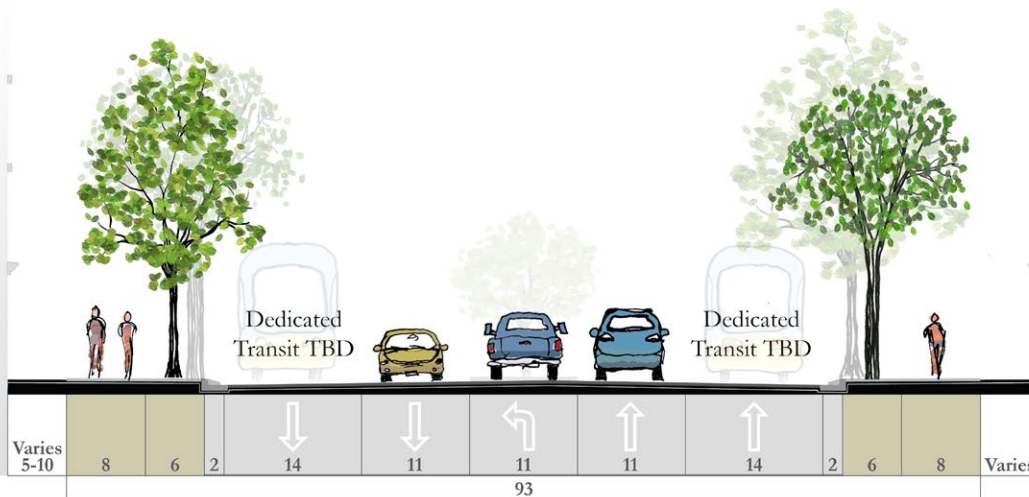 Dedicated
Transit TBD
Dedicated
Transit TBD
Varies
5-10
8
6
2
14
11
11
11
14
2
6
8
Varies
93